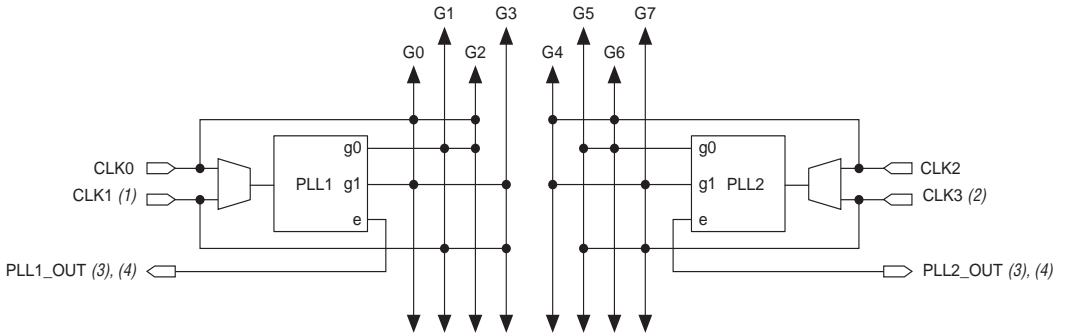 G1 G3 G5 G7
G0 G2 G4 G6
g0 g0
CLK0 CLK2
PLL1 g1 g1 PLL2
CLK1 (1) CLK3 (2)
e e
PLL1_OUT (3), (4) PLL2_OUT (3), (4)